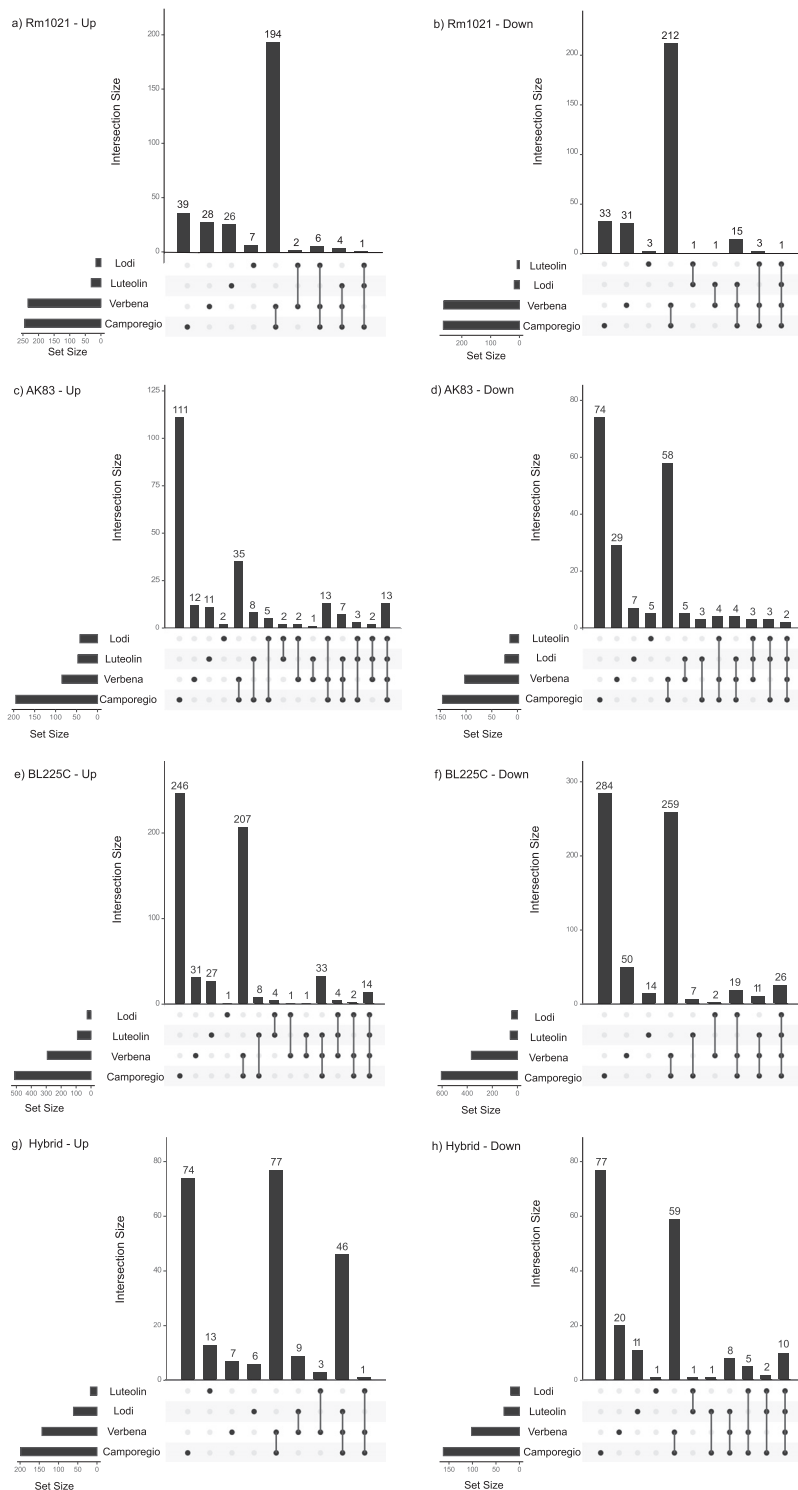 a) Rm1021 - Up
Intersection Size
200
150
100
50
0
39
28
26
7
194
2
6
4
1
Lodi
Luteolin
Verbena
Camporegio
250 200 150 100 50 0
Set Size
b) Rm1021 - Down
Intersection Size
200
150
100
50
0
33
31
3
212
1
1
15
3
1
Luteolin
Lodi
Verbena
Camporegio
200 100 0
Set Size
c) AK83 - Up
Intersection Size
125
100
75
50
25
0
111
12
11
2
35
8
5
2
2
1
13
7
3
2
13
Lodi
Luteolin
Verbena
Camporegio
200 150 100 50 0
Set Size
d) AK83 - Down
Intersection Size
80
60
40
20
0
74
29
7
5
58
5
3
4
4
3
3
2
Luteolin
Lodi
Verbena
Camporegio
150 100 50 0
Set Size
e) BL225C - Up
Intersection Size
200
100
0
246
31
27
1
207
8
4
1
1
33
4
2
14
Lodi
Luteolin
Verbena
Camporegio
500 400 300 200 100 0
Set Size
f) BL225C - Down
Intersection Size
300
200
100
0
284
50
14
259
7
2
19
11
26
Lodi
Luteolin
Verbena
Camporegio
600 400 200 0
Set Size
g) Hybrid - Up
Intersection Size
80
60
40
20
0
74
13
7
6
77
9
3
46
1
Luteolin
Lodi
Verbena
Camporegio
200 150 100 50 0
Set Size
h) Hybrid - Down
Intersection Size
80
60
40
20
0
77
20
11
1
59
1
1
8
5
2
10
Lodi
Luteolin
Verbena
Camporegio
150 100 50 0
Set Size